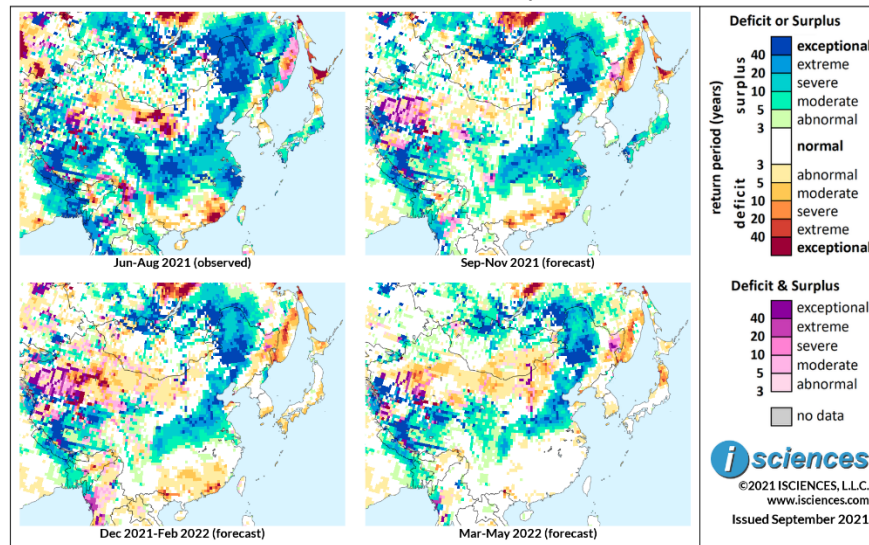 Jun-Aug 2021 (observed)
Sep-Nov 2021 (forecast)
Dec 2021-Feb 2022 (forecast)
Mar-May 2022 (forecast)
Deficit or Surplus
return period (years)
surplus
deficit
40
20
10
5
3
exceptional
extreme
severe
moderate
abnormal
normal
3
5
10
20
40
abnormal
moderate
severe
extreme
exceptional
Deficit & Surplus
40
20
10
5
3
exceptional
extreme
severe
moderate
abnormal
no data
i sciences
©2021 ISCIENCES, L.L.C.
www.isciences.com
Issued September 2021